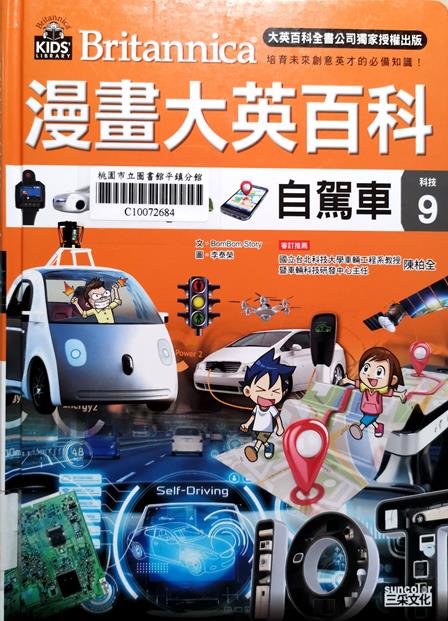 Britannica
KIDS'
LIBRARY
Britannica
大英百科全書公司獨家授權出版
培育未來創意英才的必備知識！
漫畫大英百科
桃園市立圖書館平鎮分館
C10072684
自駕車
科技
9
文・BomBom Story
圖・李泰榮
審訂推薦
國立台北科技大學車輛工程系教授
暨車輛科技研發中心主任
陳柏全
Power 2
Energy2
48
Self-Driving
suncolor
三采文化